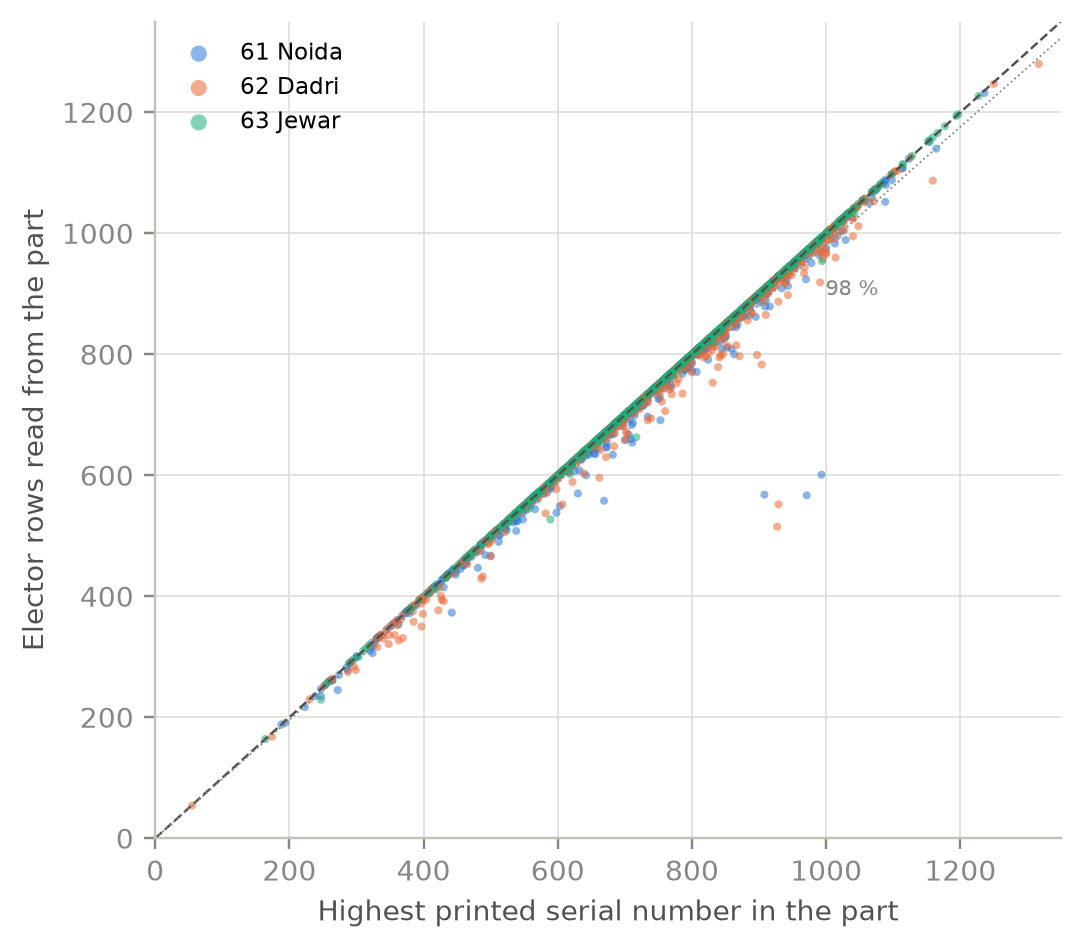 61 Noida
62 Dadri
63 Jewar
98 %
Elector rows read from the part
1200
1000
800
600
400
200
0
0 200 400 600 800 1000 1200
Highest printed serial number in the part